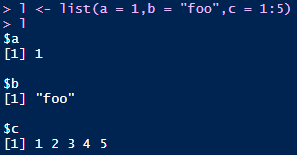 > l <- list(a = 1,b = "foo",c = 1:5)
> l
$a
[1] 1

$b
[1] "foo"

$c
[1] 1 2 3 4 5